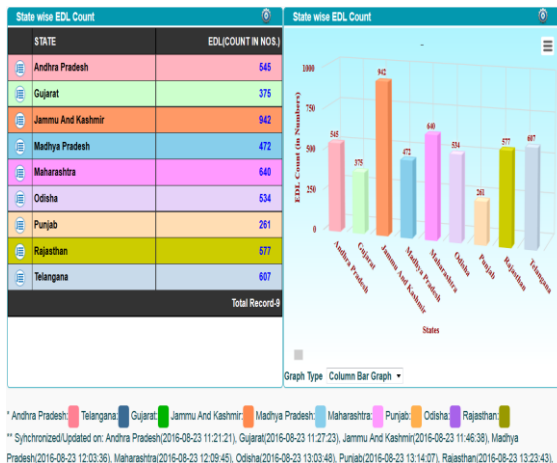 State wise EDL Count
STATE EDL(COUNT IN NOS.)
Andhra Pradesh 545
Gujarat 375
Jammu And Kashmir 942
Madhya Pradesh 472
Maharashtra 640
Odisha 534
Punjab 261
Rajasthan 577
Telangana 607
Total Record-9
State wise EDL Count
EDL Count (in Numbers)
1000
750
500
250
0
545
375
942
472
640
534
261
577
607
Andhra Pradesh
Gujarat
Jammu And Kashmir
Madhya Pradesh
Maharashtra
Odisha
Punjab
Rajasthan
Telangana
States
Graph Type Column Bar Graph
* Andhra Pradesh: Telangana: Gujarat: Jammu And Kashmir: Madhya Pradesh: Maharashtra: Punjab: Odisha: Rajasthan:
** Syhchronized/Updated on: Andhra Pradesh(2016-08-23 11:21:21), Gujarat(2016-08-23 11:27:23), Jammu And Kashmir(2016-08-23 11:46:38), Madhya
Pradesh(2016-08-23 12:03:36), Maharashtra(2016-08-23 12:09:45), Odisha(2016-08-23 13:03:48), Punjab(2016-08-23 13:14:07), Rajasthan(2016-08-23 13:23:43),